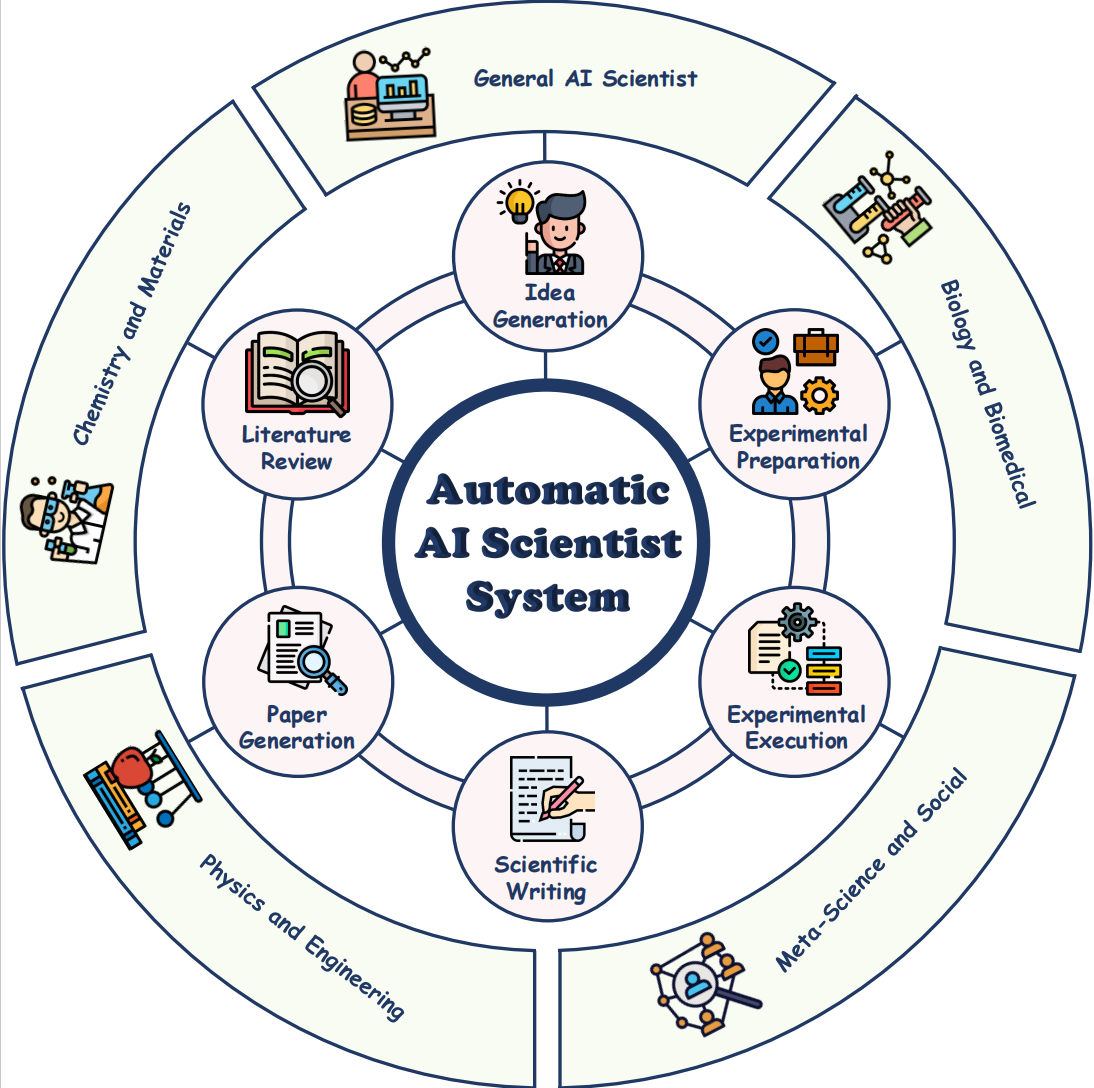 General AI Scientist
Chemistry and Materials
Biology and Biomedical
Idea
Generation
Literature
Review
Experimental
Preparation
Automatic
AI Scientist
System
Paper
Generation
Experimental
Execution
Scientific
Writing
Physics and Engineering
Meta-Science and Social